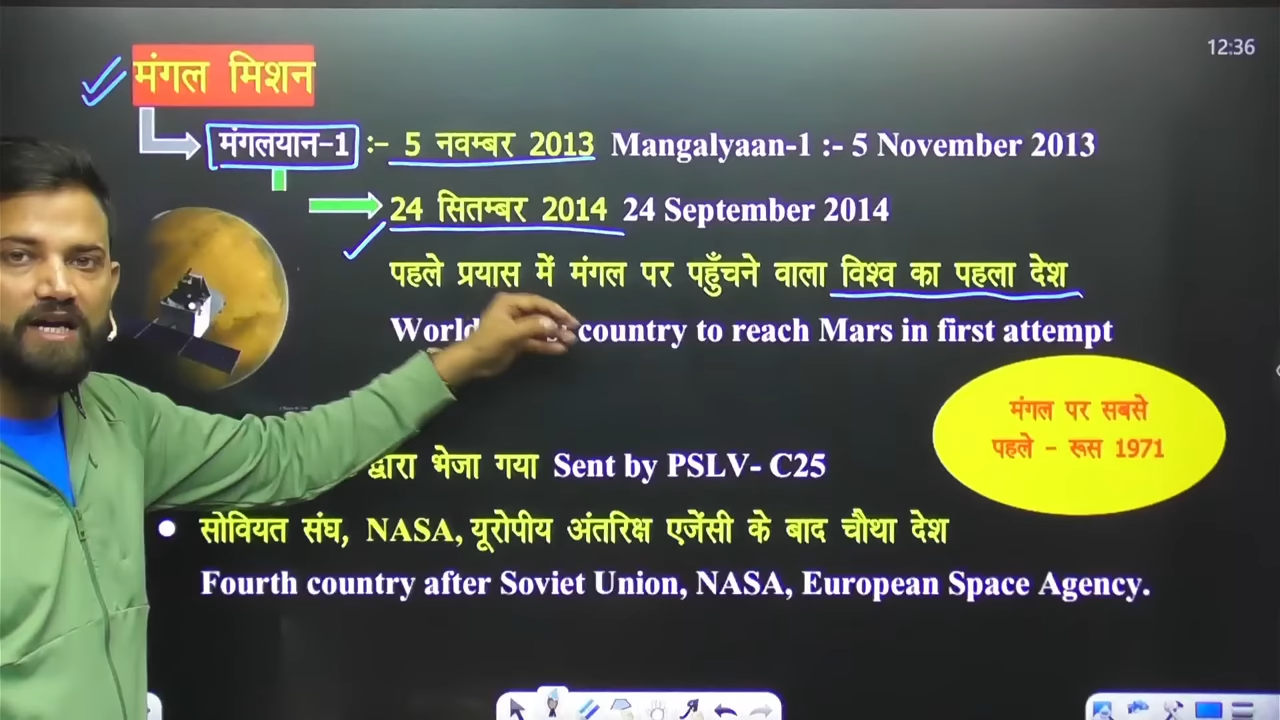 12:36
मंगल मिशन
मंगलयान-1 :- 5 नवम्बर 2013 Mangalyaan-1 :- 5 November 2013
24 सितम्बर 2014 24 September 2014
पहले प्रयास में मंगल पर पहुँचने वाला विश्व का पहला देश
World country to reach Mars in first attempt
मंगल पर सबसे
पहले - रूस 1971
द्वारा भेजा गया Sent by PSLV- C25
सोवियत संघ, NASA, यूरोपीय अंतरिक्ष एजेंसी के बाद चौथा देश
Fourth country after Soviet Union, NASA, European Space Agency.